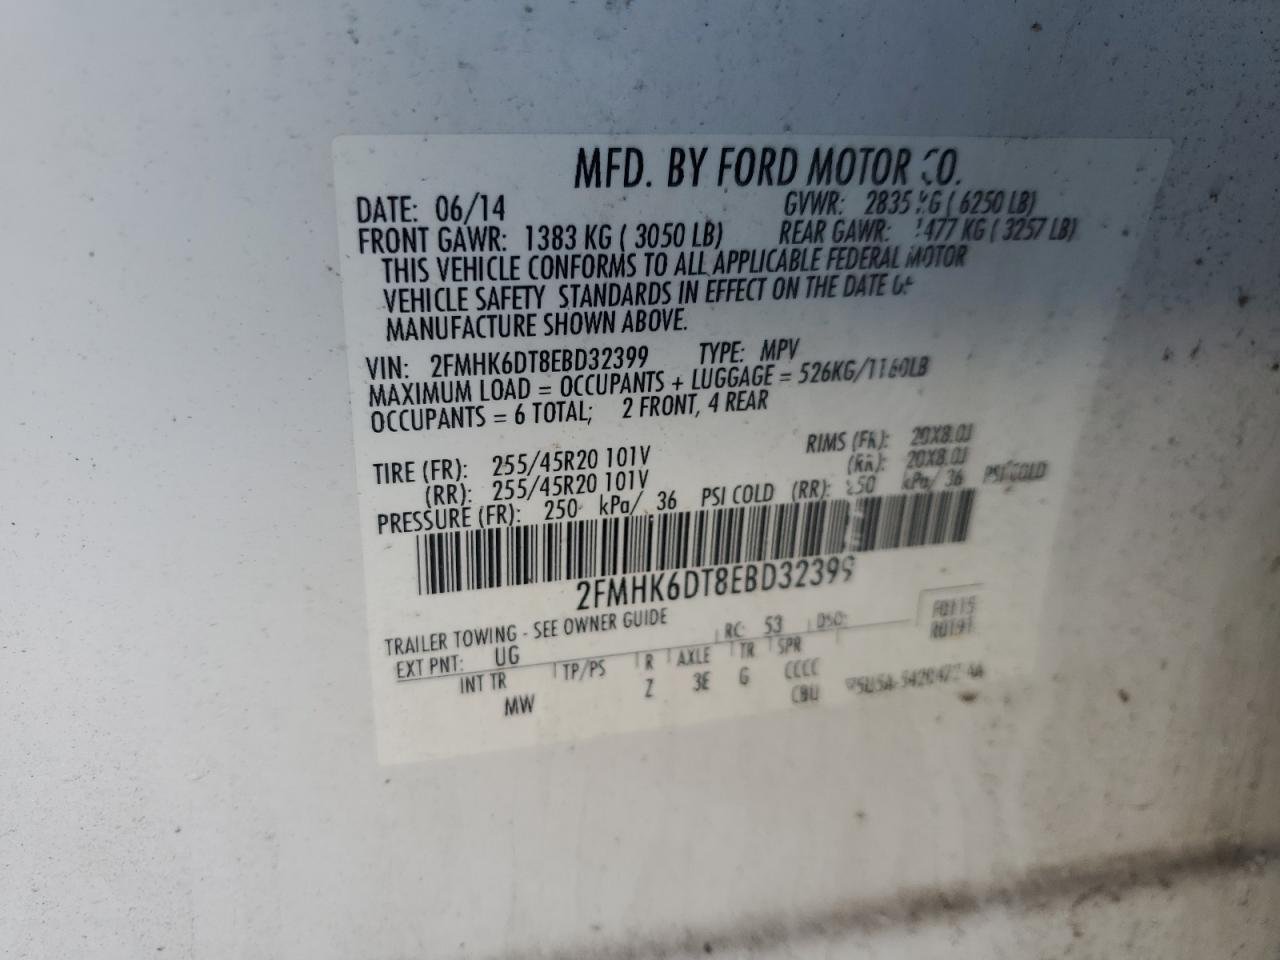 MFD. BY FORD MOTOR CO.
DATE: 06/14 GVWR: 2835 KG ( 6250 LB)
FRONT GAWR: 1383 KG ( 3050 LB) REAR GAWR: 1477 KG ( 3257 LB)
THIS VEHICLE CONFORMS TO ALL APPLICABLE FEDERAL MOTOR
VEHICLE SAFETY STANDARDS IN EFFECT ON THE DATE OF
MANUFACTURE SHOWN ABOVE.
VIN: 2FMHK6DT8EBD32399 TYPE: MPV
MAXIMUM LOAD = OCCUPANTS + LUGGAGE = 526KG/1160LB
OCCUPANTS = 6 TOTAL; 2 FRONT, 4 REAR
TIRE (FR): 255/45R20 101V RIMS (FR): 20X8.0J
(RR): 255/45R20 101V (RR): 20X8.0J
PRESSURE (FR): 250 kPa/ 36 PSI COLD (RR): 250 kPa/ 36 PSI COLD
2FMHK6DT8EBD32399
TRAILER TOWING - SEE OWNER GUIDE
EXT PNT: UG RC: 53 DSO: F0115
R0191
INT TR TP/PS R AXLE TR SPR
MW Z 3E G CCCC
CBU